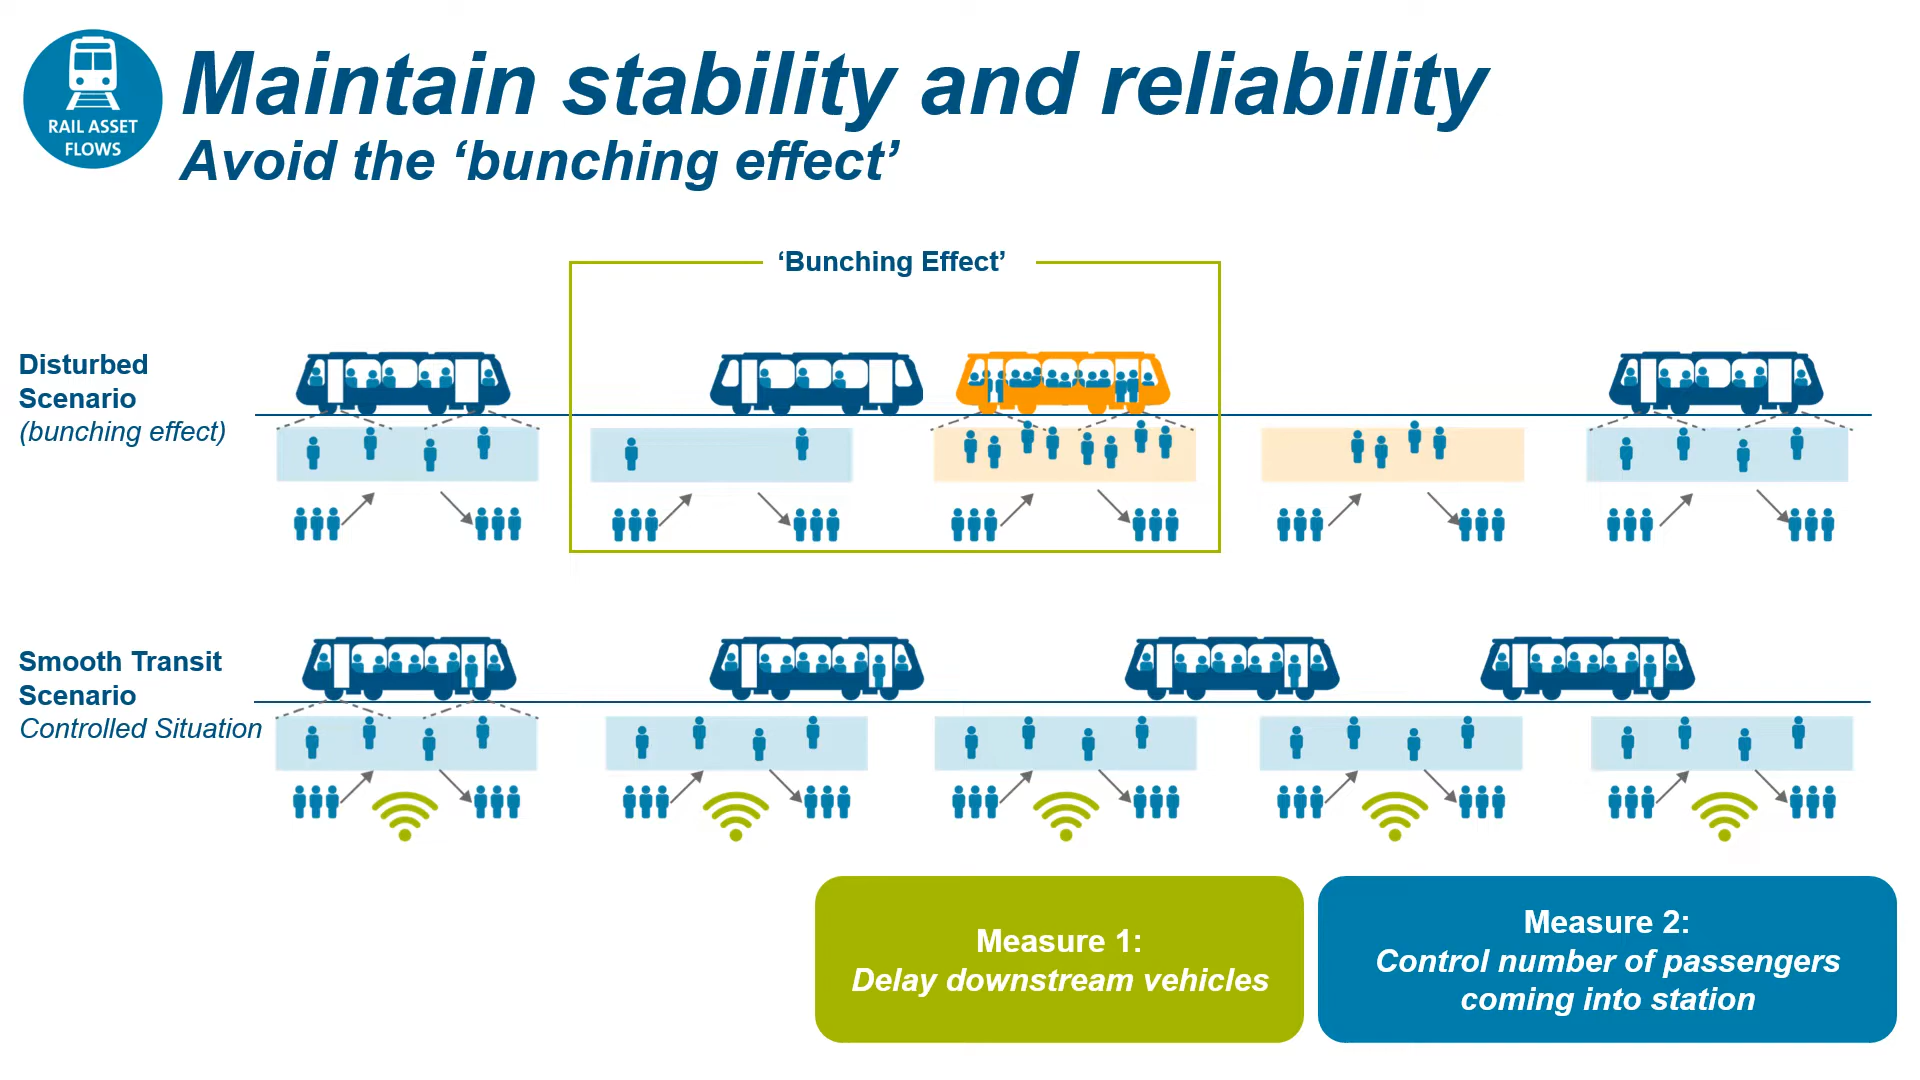 RAIL ASSET
FLOWS
Maintain stability and reliability
Avoid the ‘bunching effect’
‘Bunching Effect’
Disturbed
Scenario
(bunching effect)
Smooth Transit
Scenario
Controlled Situation
Measure 1:
Delay downstream vehicles
Measure 2:
Control number of passengers
coming into station